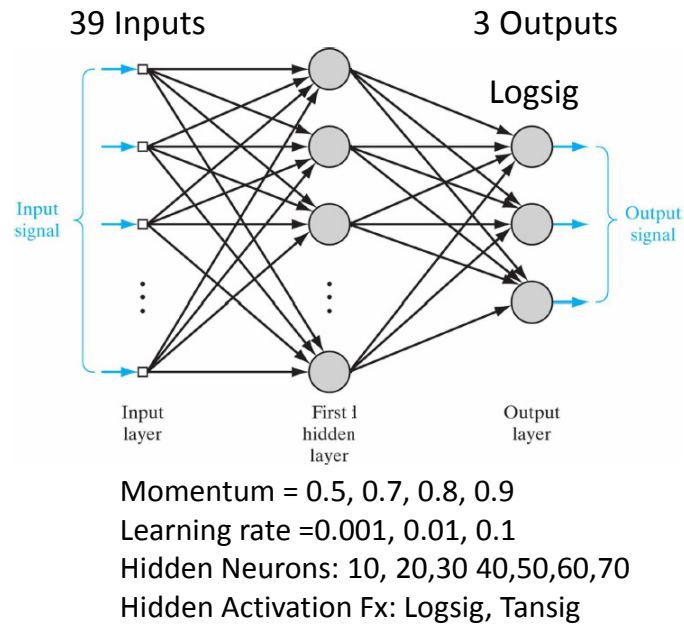 39 Inputs
3 Outputs
Logsig
Input
signal
Output
signal
Input
layer
First l
hidden
layer
Output
layer
Momentum = 0.5, 0.7, 0.8, 0.9
Learning rate =0.001, 0.01, 0.1
Hidden Neurons: 10, 20,30 40,50,60,70
Hidden Activation Fx: Logsig, Tansig